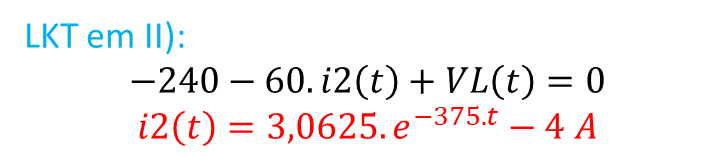 LKT em II):
−240 − 60.i2(t) + VL(t) = 0
i2(t) = 3,0625.e^−375.t − 4 A